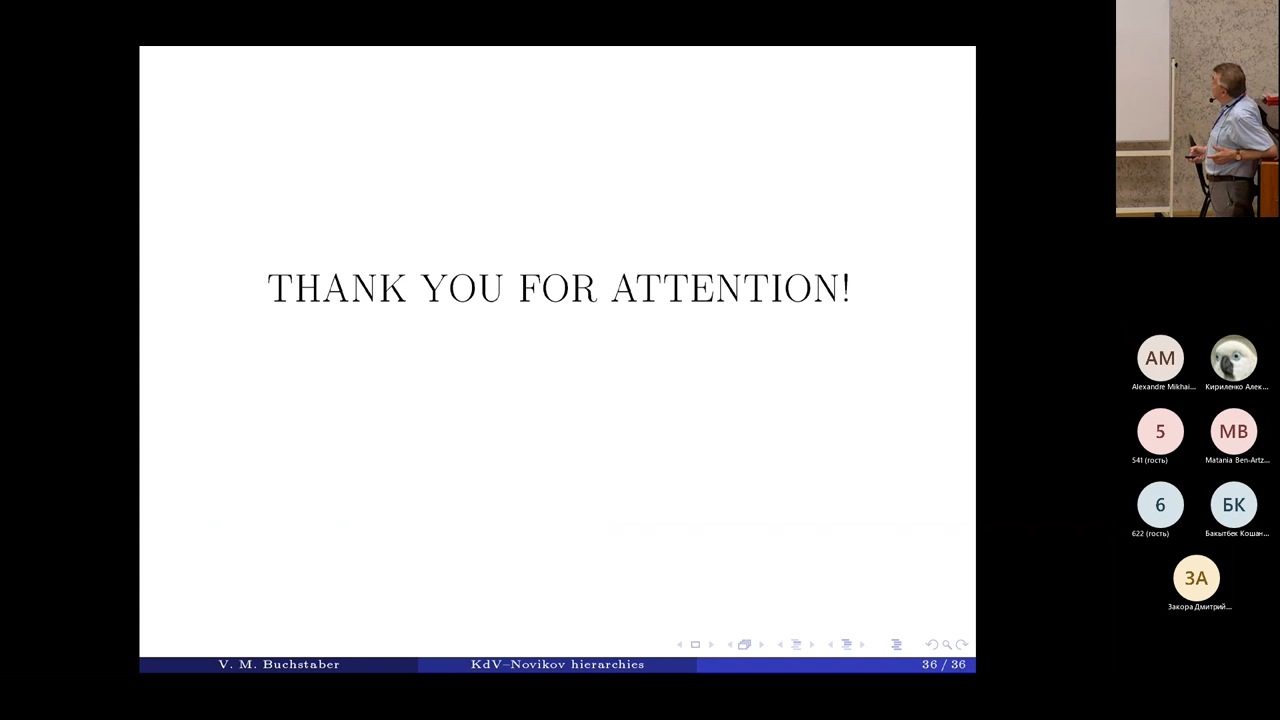 THANK YOU FOR ATTENTION!
V. M. Buchstaber
KdV–Novikov hierarchies
36 / 36
AM
Alexandre Mikhai...
Кириленко Алек...
5
541 (гость)
MB
Matania Ben-Artz...
6
622 (гость)
БК
Бакытбек Кошан...
ЗА
Закора Дмитрий...